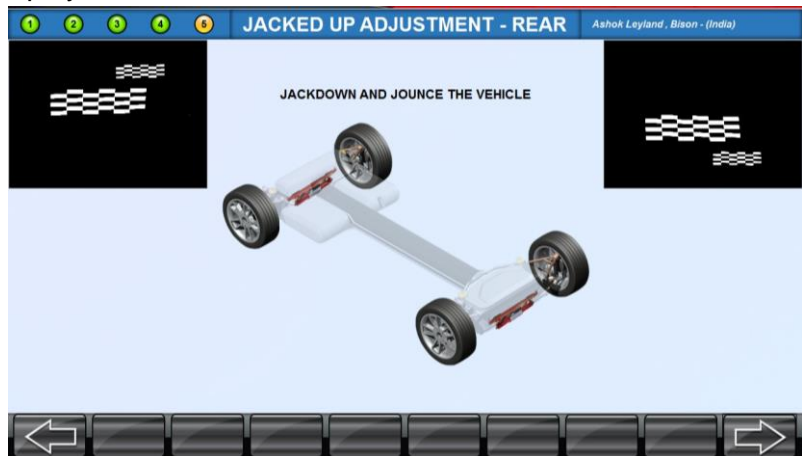 1 2 3 4 5 JACKED UP ADJUSTMENT - REAR Ashok Leyland , Bison - (India)
JACKDOWN AND JOUNCE THE VEHICLE